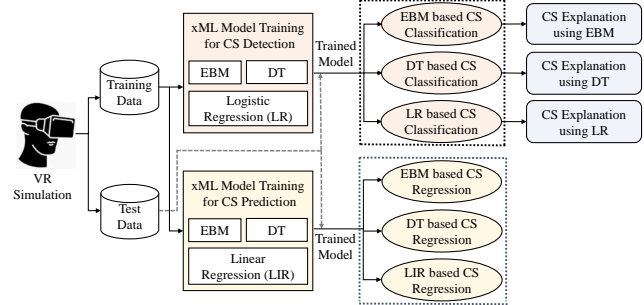 VR
Simulation
Training
Data
Test
Data
xML Model Training
for CS Detection
EBM
DT
Logistic
Regression (LR)
xML Model Training
for CS Prediction
EBM
DT
Linear
Regression (LIR)
Trained
Model
Trained
Model
EBM based CS
Classification
DT based CS
Classification
LR based CS
Classification
EBM based CS
Regression
DT based CS
Regression
LIR based CS
Regression
CS Explanation
using EBM
CS Explanation
using DT
CS Explanation
using LR